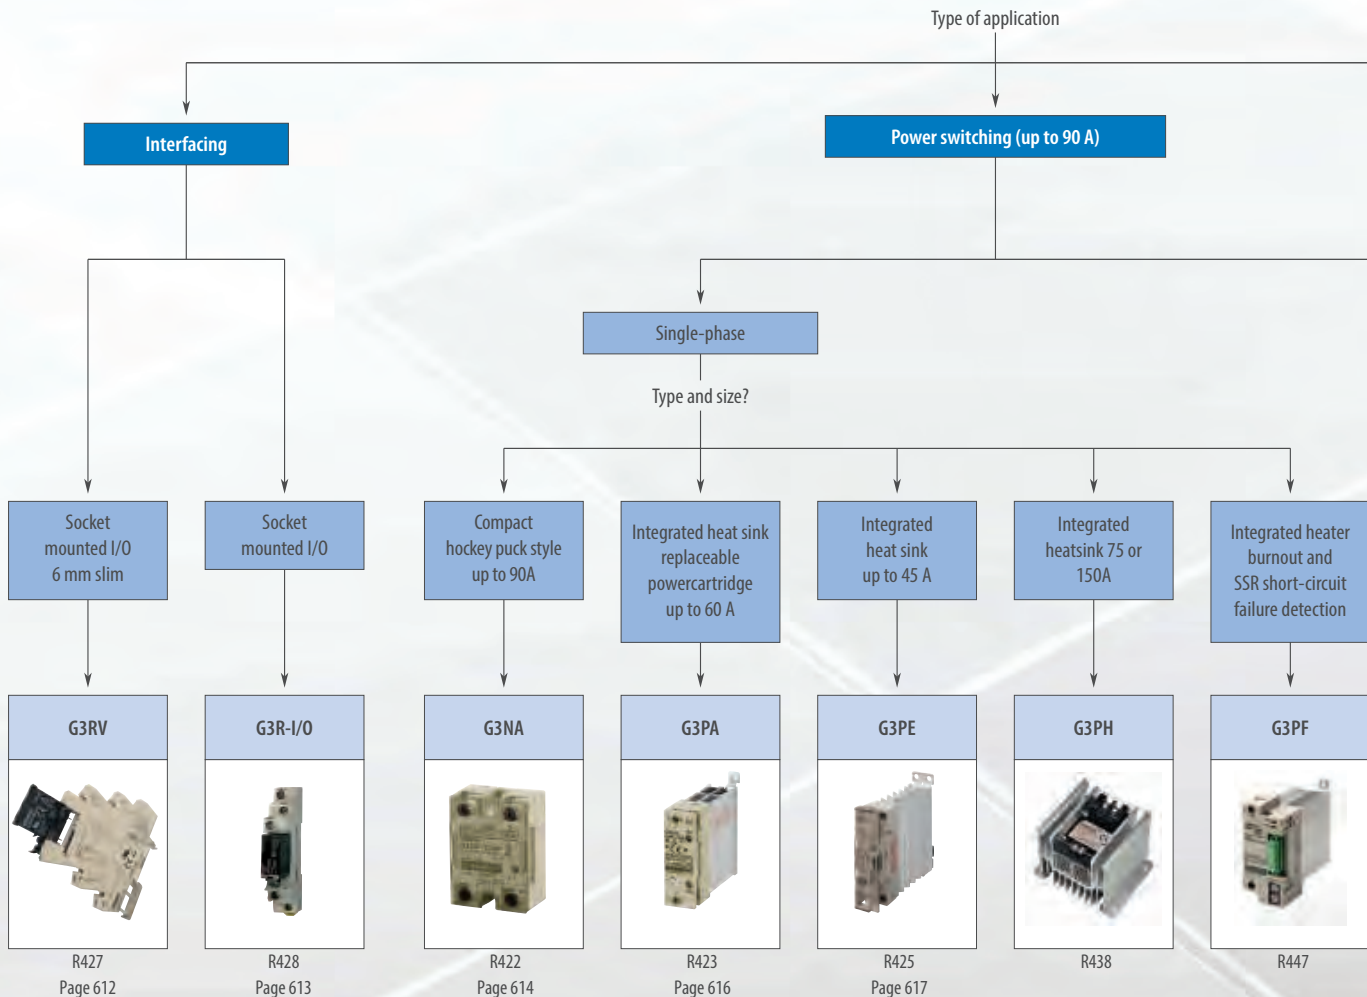 Type of application
Interfacing
Power switching (up to 90 A)
Single-phase
Type and size?
Socket
mounted I/O
6 mm slim
Socket
mounted I/O
Compact
hockey puck style
up to 90A
Integrated heat sink
replaceable
powercartridge
up to 60 A
Integrated
heat sink
up to 45 A
Integrated
heatsink 75 or
150A
Integrated heater
burnout and
SSR short-circuit
failure detection
G3RV
G3R-I/O
G3NA
G3PA
G3PE
G3PH
G3PF
R427
Page 612
R428
Page 613
R422
Page 614
R423
Page 616
R425
Page 617
R438
R447